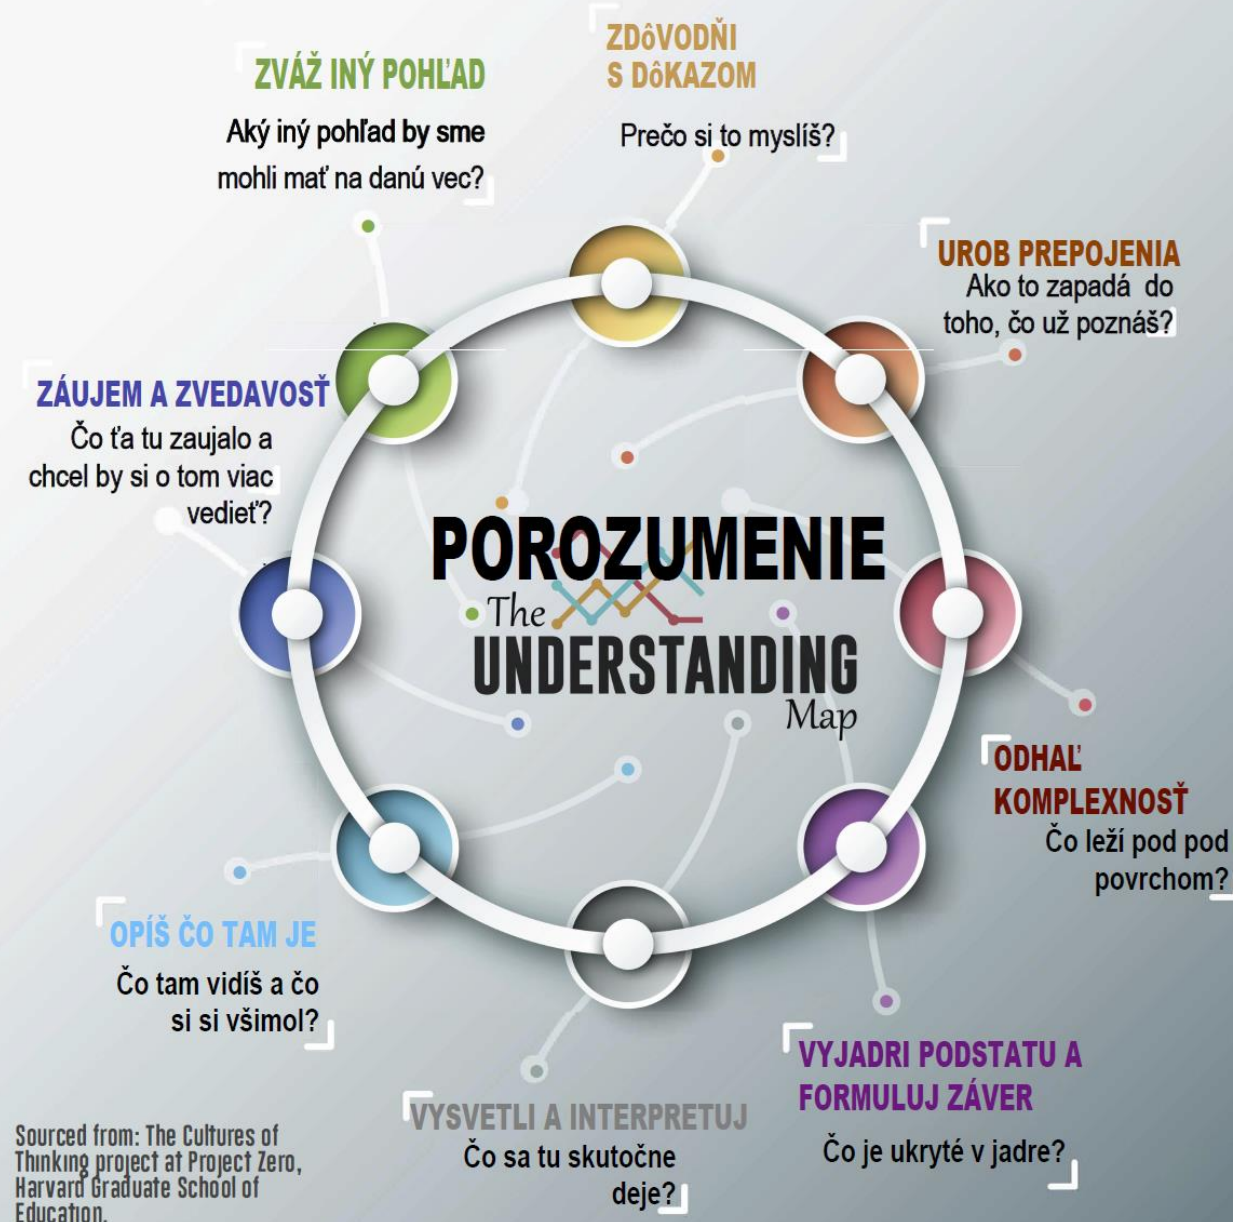 ZDôVODŇI
S DôKAZOM
Prečo si to myslíš?
ZVÁŽ INÝ POHĽAD
Aký iný pohľad by sme
mohli mať na danú vec?
UROB PREPOJENIA
Ako to zapadá do
toho, čo už poznáš?
ZÁUJEM A ZVEDAVOSŤ
Čo ťa tu zaujalo a
chcel by si o tom viac
vedieť?
POROZUMENIE
The
UNDERSTANDING
Map
ODHAĽ
KOMPLEXNOSŤ
Čo leží pod pod
povrchom?
OPÍŠ ČO TAM JE
Čo tam vidíš a čo
si si všimol?
VYJADRI PODSTATU A
FORMULUJ ZÁVER
Čo je ukryté v jadre?
VYSVETLI A INTERPRETUJ
Čo sa tu skutočne
deje?
Sourced from: The Cultures of
Thinking project at Project Zero,
Harvard Graduate School of
Education.